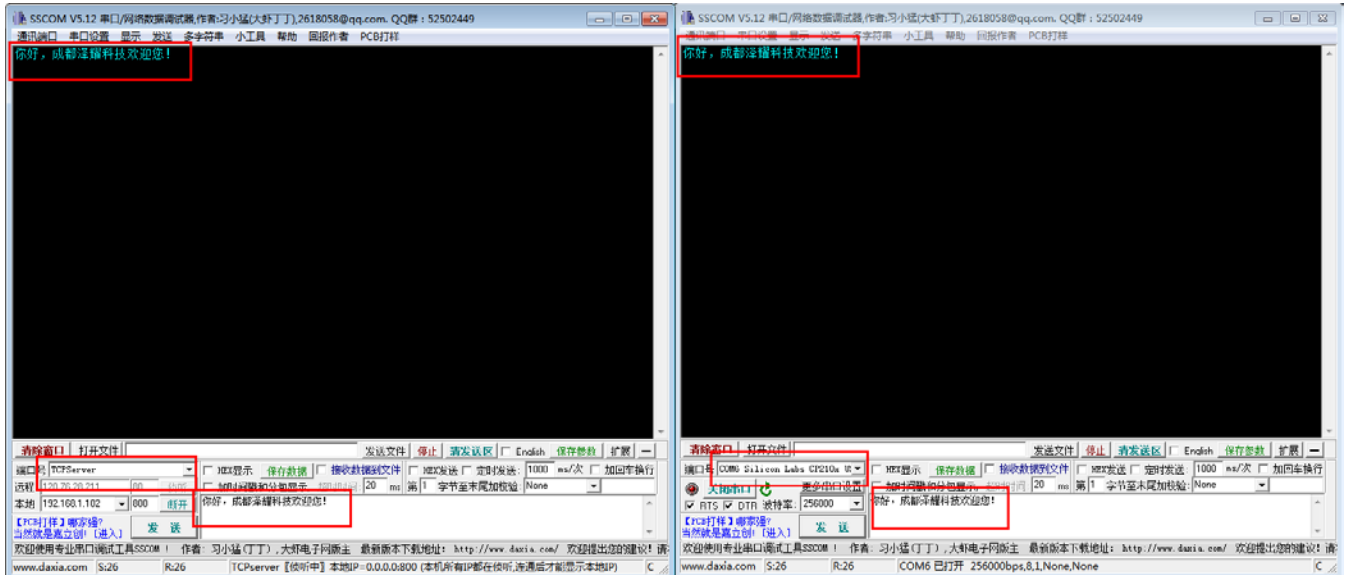 SSCOM V5.12 串口/网络数据调试器,作者:习小猛(大虾丁丁),2618058@qq.com. QQ群：52502449
通讯端口 串口设置 显示 发送 多字符串 小工具 帮助 回报作者 PCB打样
你好，成都泽耀科技欢迎您!
清除窗口 打开文件 发送文件 停止 清发送区 English 保存参数 扩展 —
端口号 TCPServer HEX显示 保存数据 接收数据到文件 HEX发送 定时发送: 1000 ms/次 加回车换行
远程 120.76.28.211 80 加时间戳和分包显示. 20 ms 第 1 字节至末尾加校验: None
本地 192.168.1.102 800 断开 你好，成都泽耀科技欢迎您!
【PCB打样】哪家强?
当然就是嘉立创! [进入] 发 送
欢迎使用专业串口调试工具SSCOM ! 作者: 习小猛(丁丁) ,大虾电子网版主 最新版本下载地址: http://www.daxia.com/ 欢迎提出您的建议! 请
www.daxia.com S:26 R:26 TCPserver【侦听中】本地IP=0.0.0.0:800 (本机所有IP都在侦听,连通后才能显示本地IP) C
SSCOM V5.12 串口/网络数据调试器,作者:习小猛(大虾丁丁),2618058@qq.com. QQ群：52502449
通讯端口 串口设置 显示 发送 多字符串 小工具 帮助 回报作者 PCB打样
你好，成都泽耀科技欢迎您!
清除窗口 打开文件 发送文件 停止 清发送区 English 保存参数 扩展 —
端口号 COM6 Silicon Labs CP210x US HEX显示 保存数据 接收数据到文件 HEX发送 定时发送: 1000 ms/次 加回车换行
关闭串口 更多串口设置 加时间戳和分包显示. 20 ms 第 1 字节至末尾加校验: None
RTS DTR 波特率: 256000 你好，成都泽耀科技欢迎您!
【PCB打样】哪家强?
当然就是嘉立创! [进入] 发 送
欢迎使用专业串口调试工具SSCOM ! 作者: 习小猛(丁丁) ,大虾电子网版主 最新版本下载地址: http://www.daxia.com/ 欢迎提出您的建议! 请
www.daxia.com S:26 R:26 COM6 已打开 256000bps,8,1,None,None C